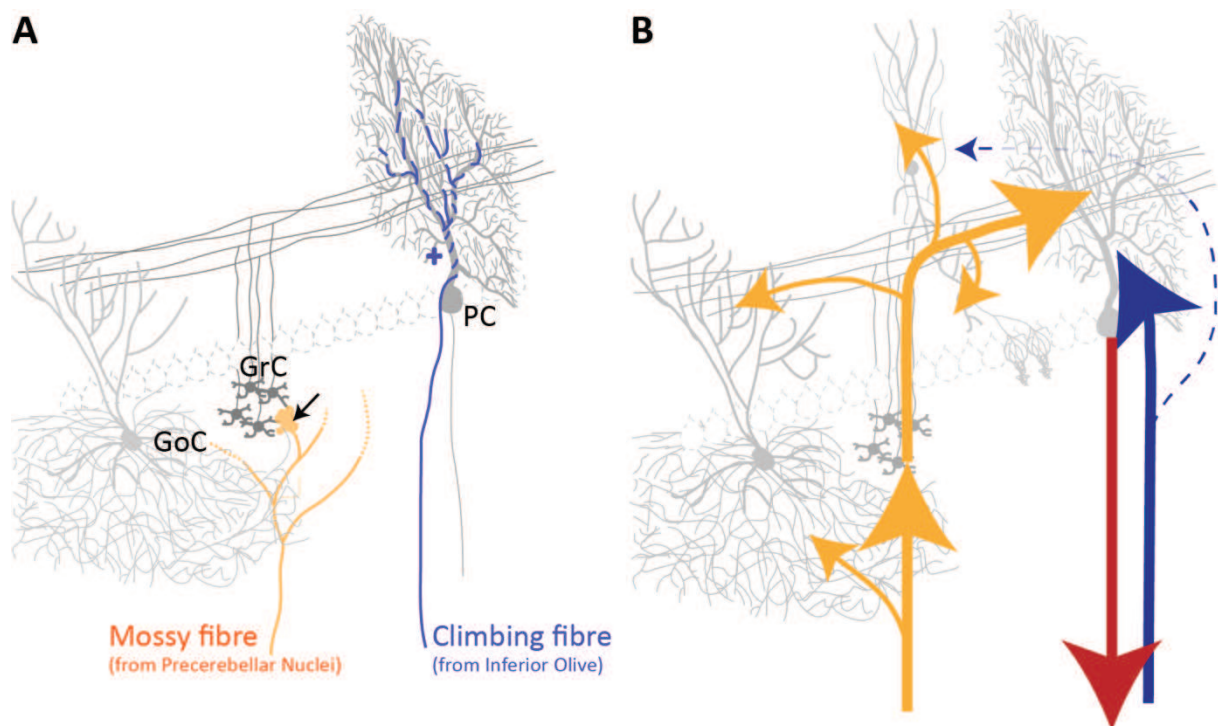 A
B
PC
GrC
GoC
Mossy fibre
(from Precerebellar Nuclei)
Climbing fibre
(from Inferior Olive)
+